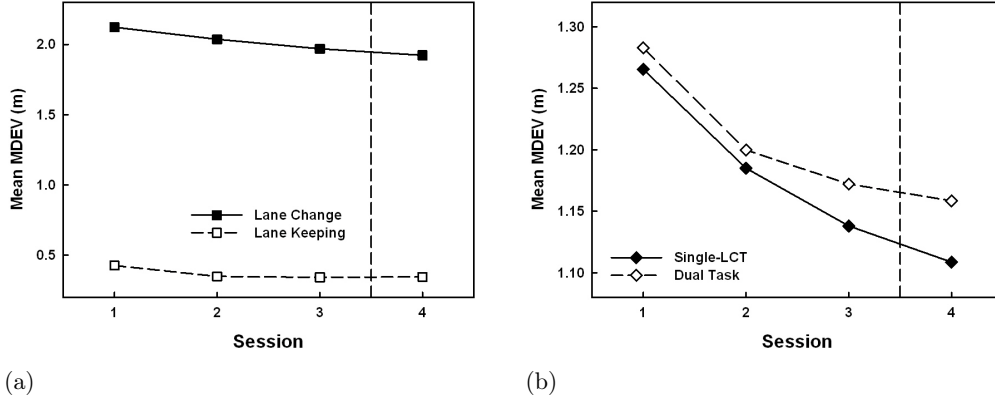 Mean MDEV (m)
2.0
1.5
1.0
0.5
Lane Change
Lane Keeping
1 2 3 4
Session
(a)
Mean MDEV (m)
1.30
1.25
1.20
1.15
1.10
Single-LCT
Dual Task
1 2 3 4
Session
(b)